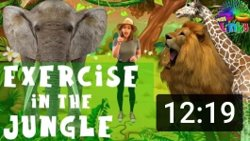 EXERCiSE
iN THE
JUNGLE
12:19